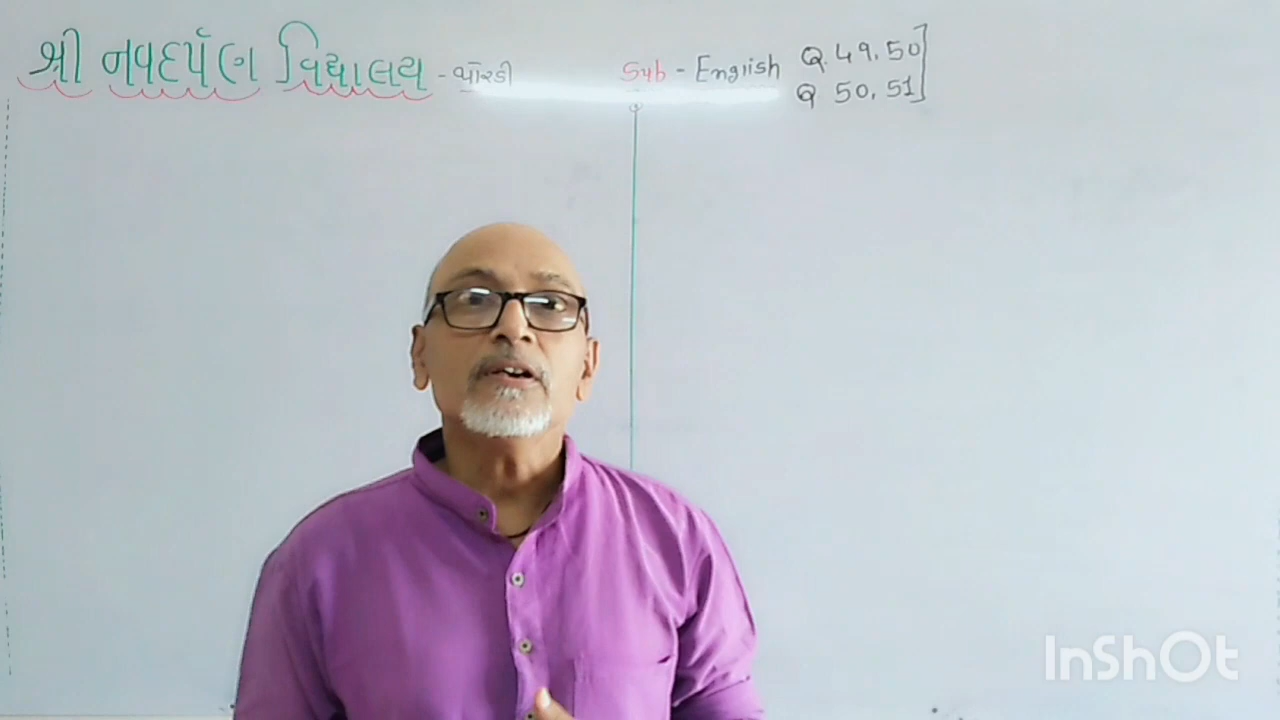 શ્રી નવદર્પણ વિદ્યાલય - બોરડી
Sub - English
Q. 49, 50]
Q 50, 51]
InShOt